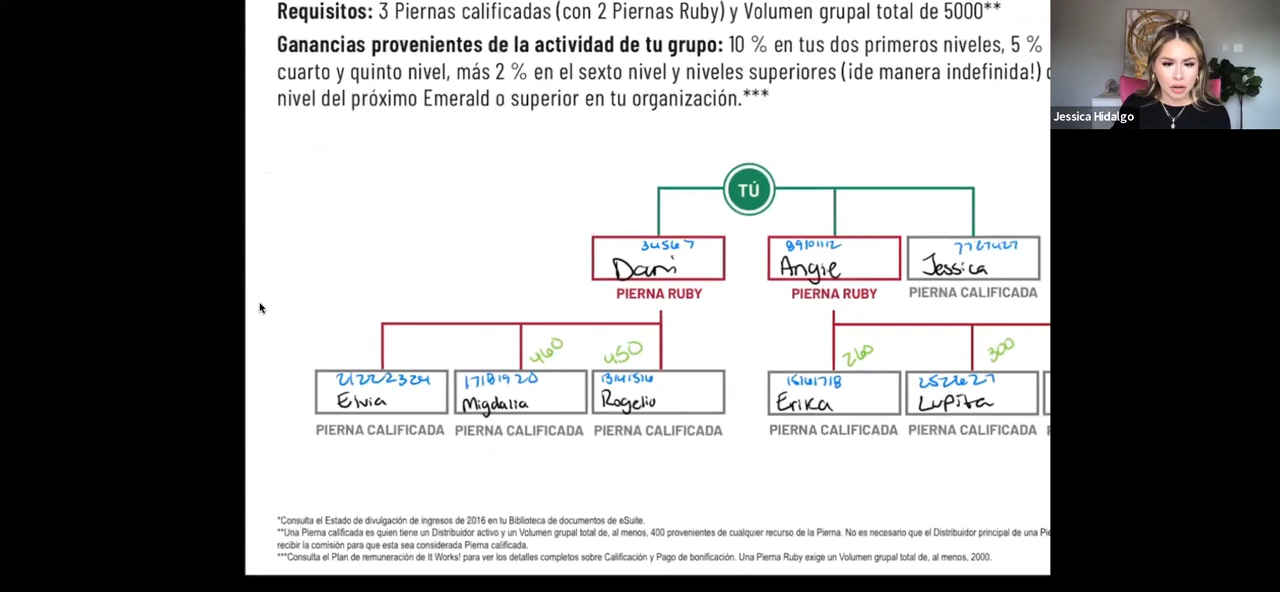 Requisitos: 3 Piernas calificadas (con 2 Piernas Ruby) y Volumen grupal total de 5000**
Ganancias provenientes de la actividad de tu grupo: 10 % en tus dos primeros niveles, 5 %
cuarto y quinto nivel, más 2 % en el sexto nivel y niveles superiores (¡de manera indefinida!)
nivel del próximo Emerald o superior en tu organización.***
Jessica Hidalgo
TÚ
34567 89101112 7727427
Dani Angie Jessica
PIERNA RUBY PIERNA RUBY PIERNA CALIFICADA
460 450 260 300
21222324 17181920 13141516 15161718 252627
Elvia Migdalia Rogelio Erika Lupita
PIERNA CALIFICADA PIERNA CALIFICADA PIERNA CALIFICADA PIERNA CALIFICADA PIERNA CALIFICADA
*Consulta el Estado de divulgación de ingresos de 2016 en tu Biblioteca de documentos de eSuite.
**Una Pierna calificada es quien tiene un Distribuidor activo y un Volumen grupal total de, al menos, 400 provenientes de cualquier recurso de la Pierna. No es necesario que el Distribuidor principal de una
recibir la comisión para que esta sea considerada Pierna calificada.
***Consulta el Plan de remuneración de It Works! para ver los detalles completos sobre Calificación y Pago de bonificación. Una Pierna Ruby exige un Volumen grupal total de, al menos, 2000.